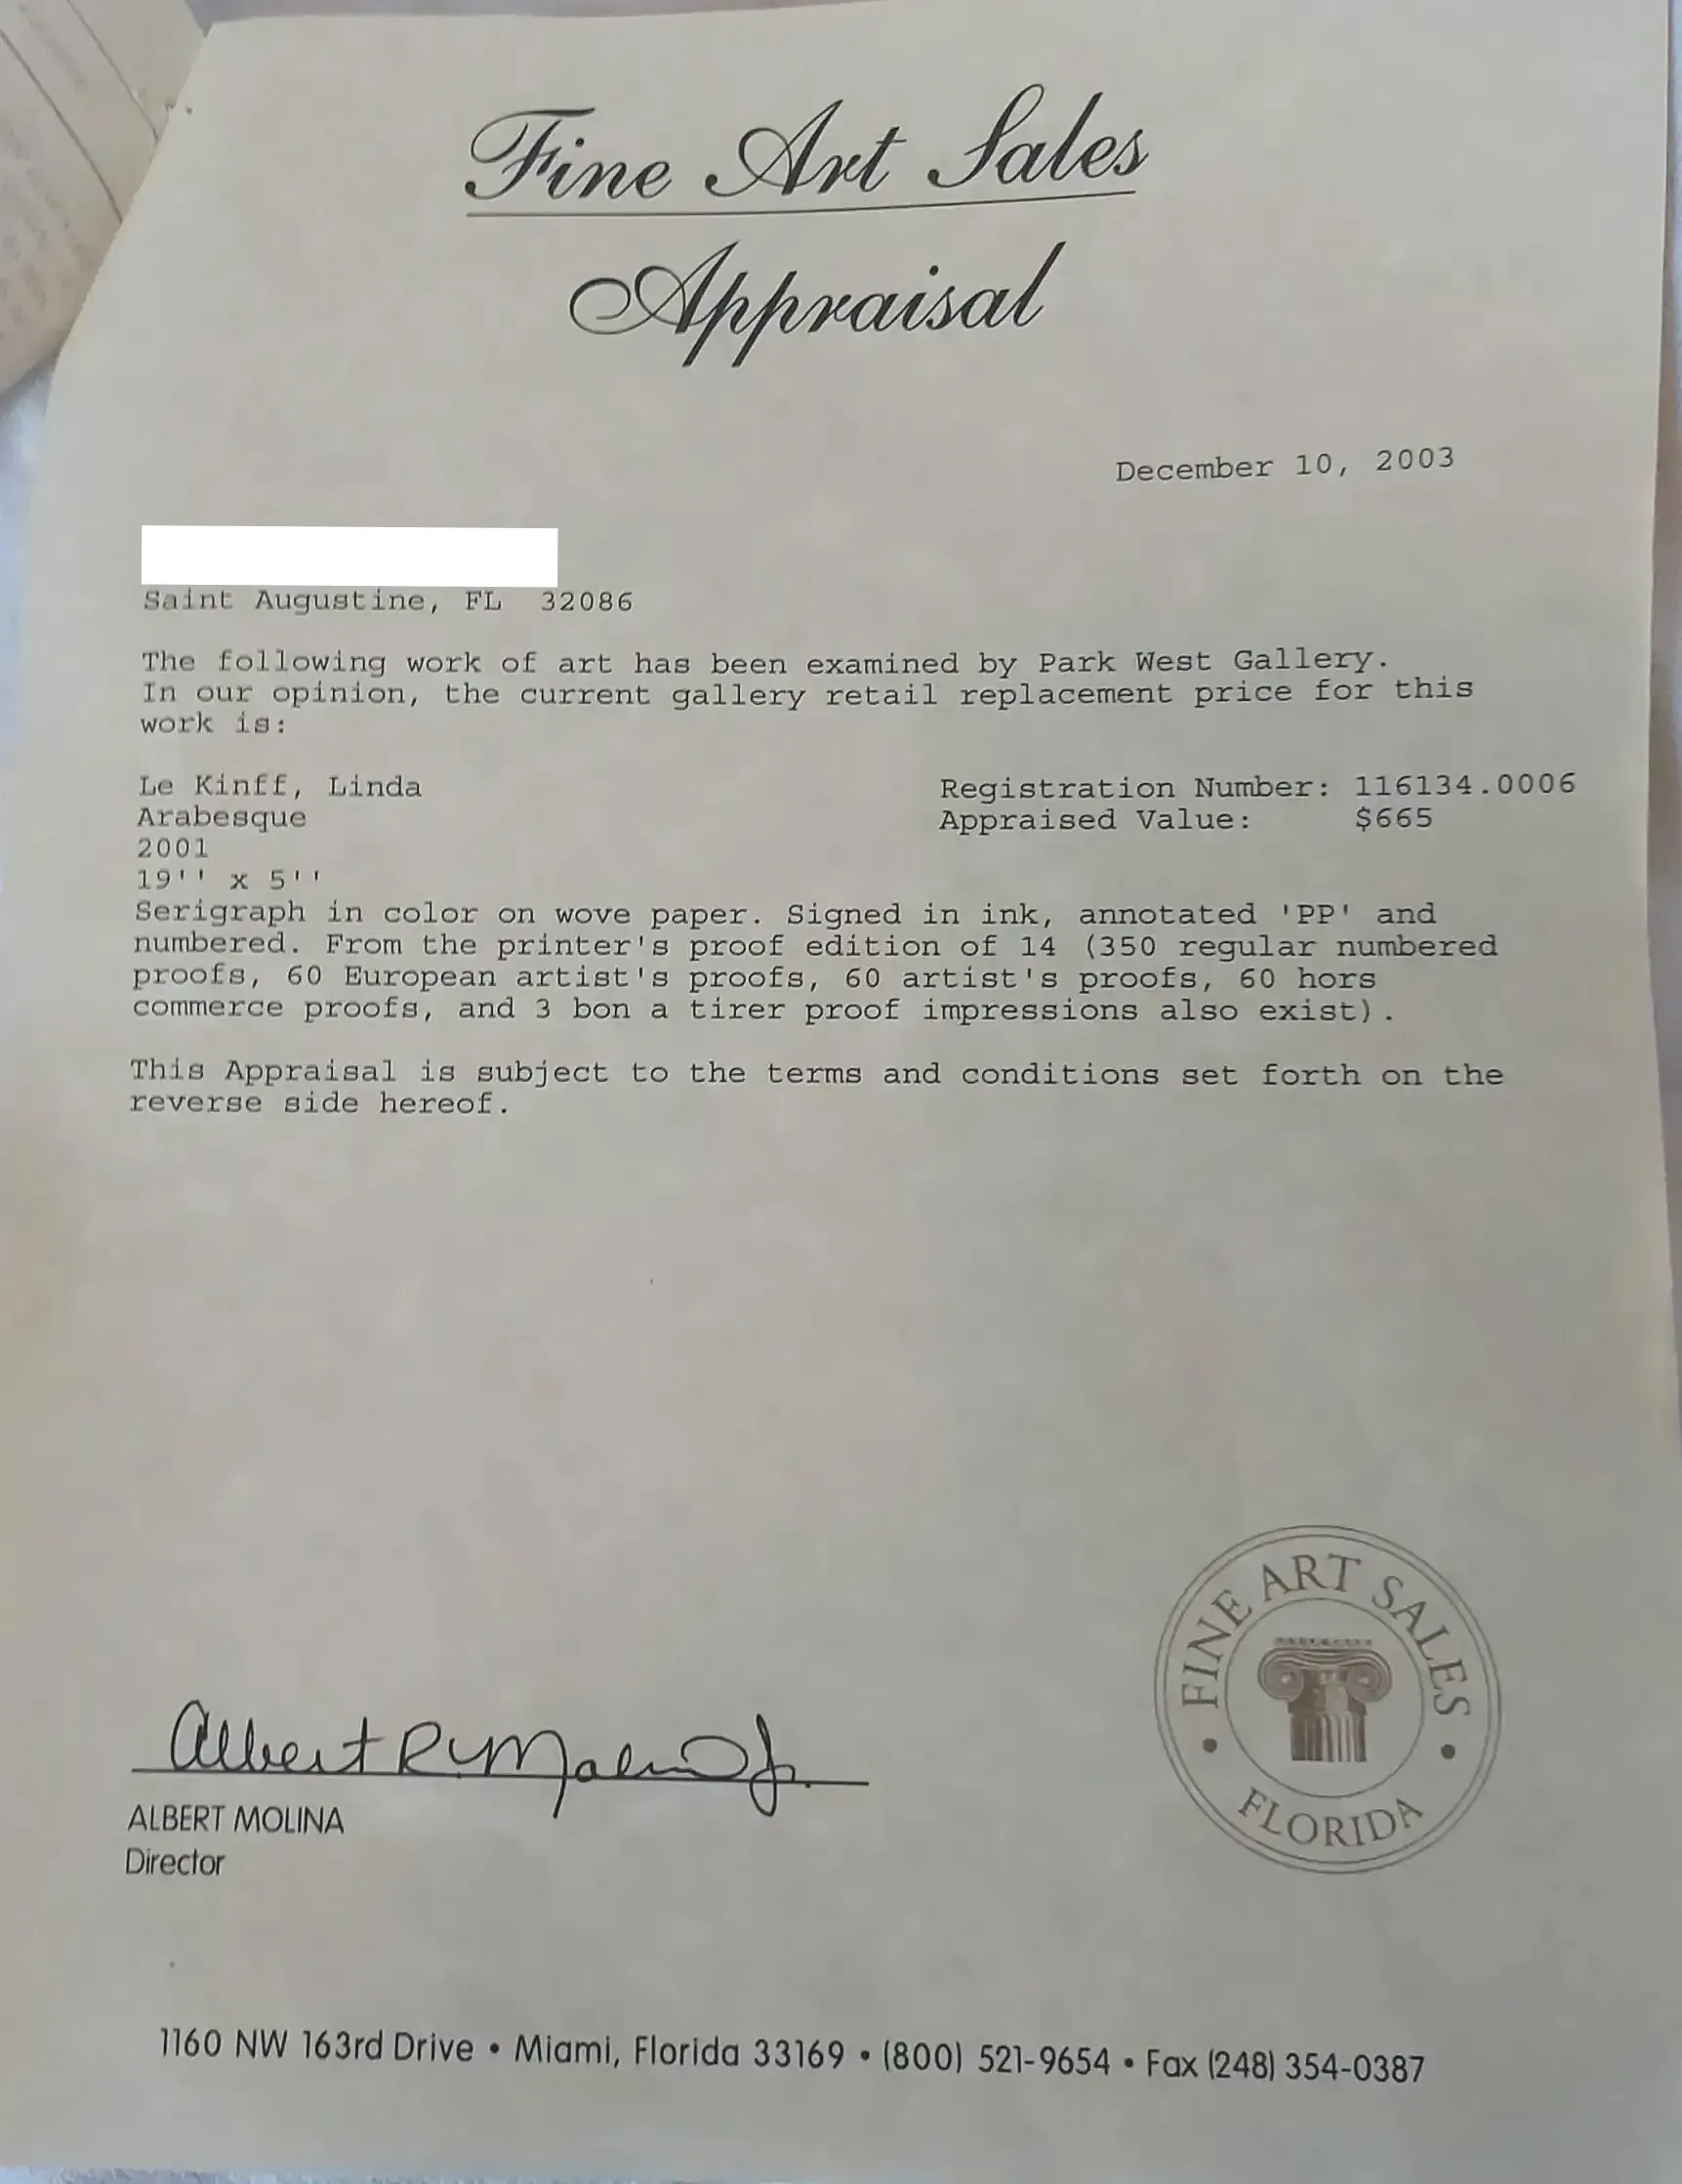 Fine Art Sales
Appraisal
December 10, 2003
Saint Augustine, FL 32086
The following work of art has been examined by Park West Gallery.
In our opinion, the current gallery retail replacement price for this
work is:
Le Kinff, Linda
Registration Number: 116134.0006
Arabesque
Appraised Value: $665
2001
19'' x 5''
Serigraph in color on wove paper. Signed in ink, annotated 'PP' and
numbered. From the printer's proof edition of 14 (350 regular numbered
proofs, 60 European artist's proofs, 60 artist's proofs, 60 hors
commerce proofs, and 3 bon a tirer proof impressions also exist).
This Appraisal is subject to the terms and conditions set forth on the
reverse side hereof.
FINE ART SALES
• FLORIDA •
Albert R. Molina Jr.
ALBERT MOLINA
Director
1160 NW 163rd Drive • Miami, Florida 33169 • (800) 521-9654 • Fax (248) 354-0387